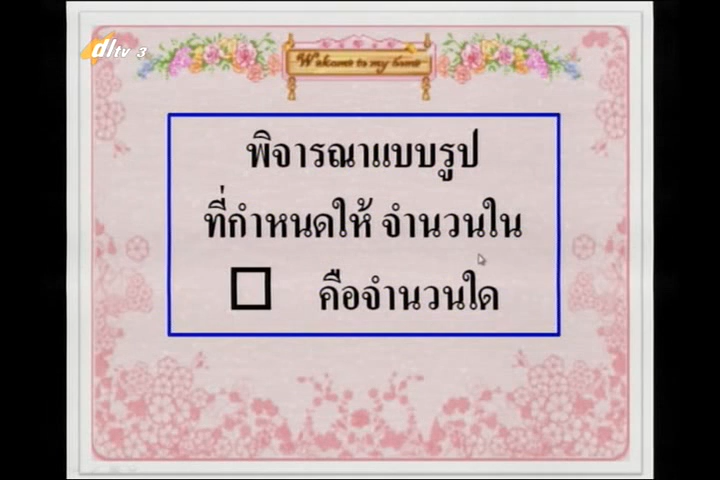 dltv 3
Welcome to my home
พิจารณาแบบรูป
ที่กำหนดให้ จำนวนใน
□ คือจำนวนใด